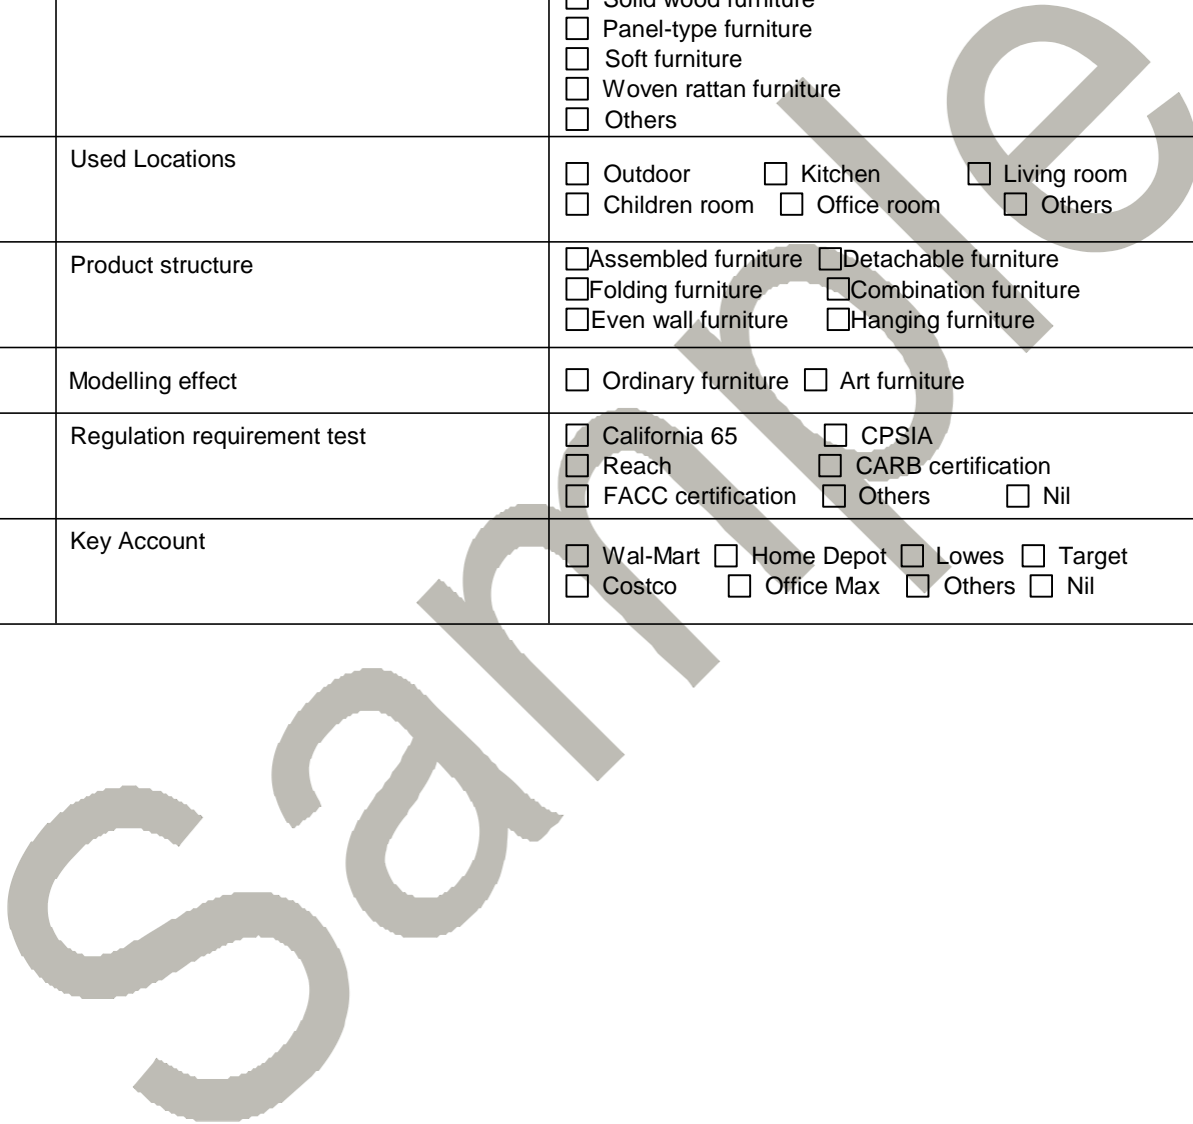 Solid wood furniture
Panel-type furniture
Soft furniture
Woven rattan furniture
Others
Used Locations
Outdoor Kitchen Living room
Children room Office room Others
Product structure
Assembled furniture Detachable furniture
Folding furniture Combination furniture
Even wall furniture Hanging furniture
Modelling effect
Ordinary furniture Art furniture
Regulation requirement test
California 65 CPSIA
Reach CARB certification
FACC certification Others Nil
Key Account
Wal-Mart Home Depot Lowes Target
Costco Office Max Others Nil
Sample